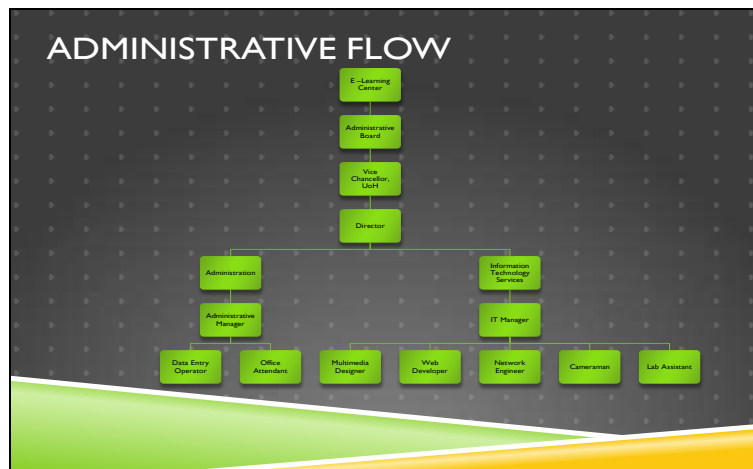 ADMINISTRATIVE FLOW
E –Learning
Center
Administrative
Board
Vice
Chancellor,
UoH
Director
Administration
Information
Technology
Services
Administrative
Manager
IT Manager
Data Entry
Operator
Office
Attendant
Multimedia
Designer
Web
Developer
Network
Engineer
Cameraman
Lab Assistant